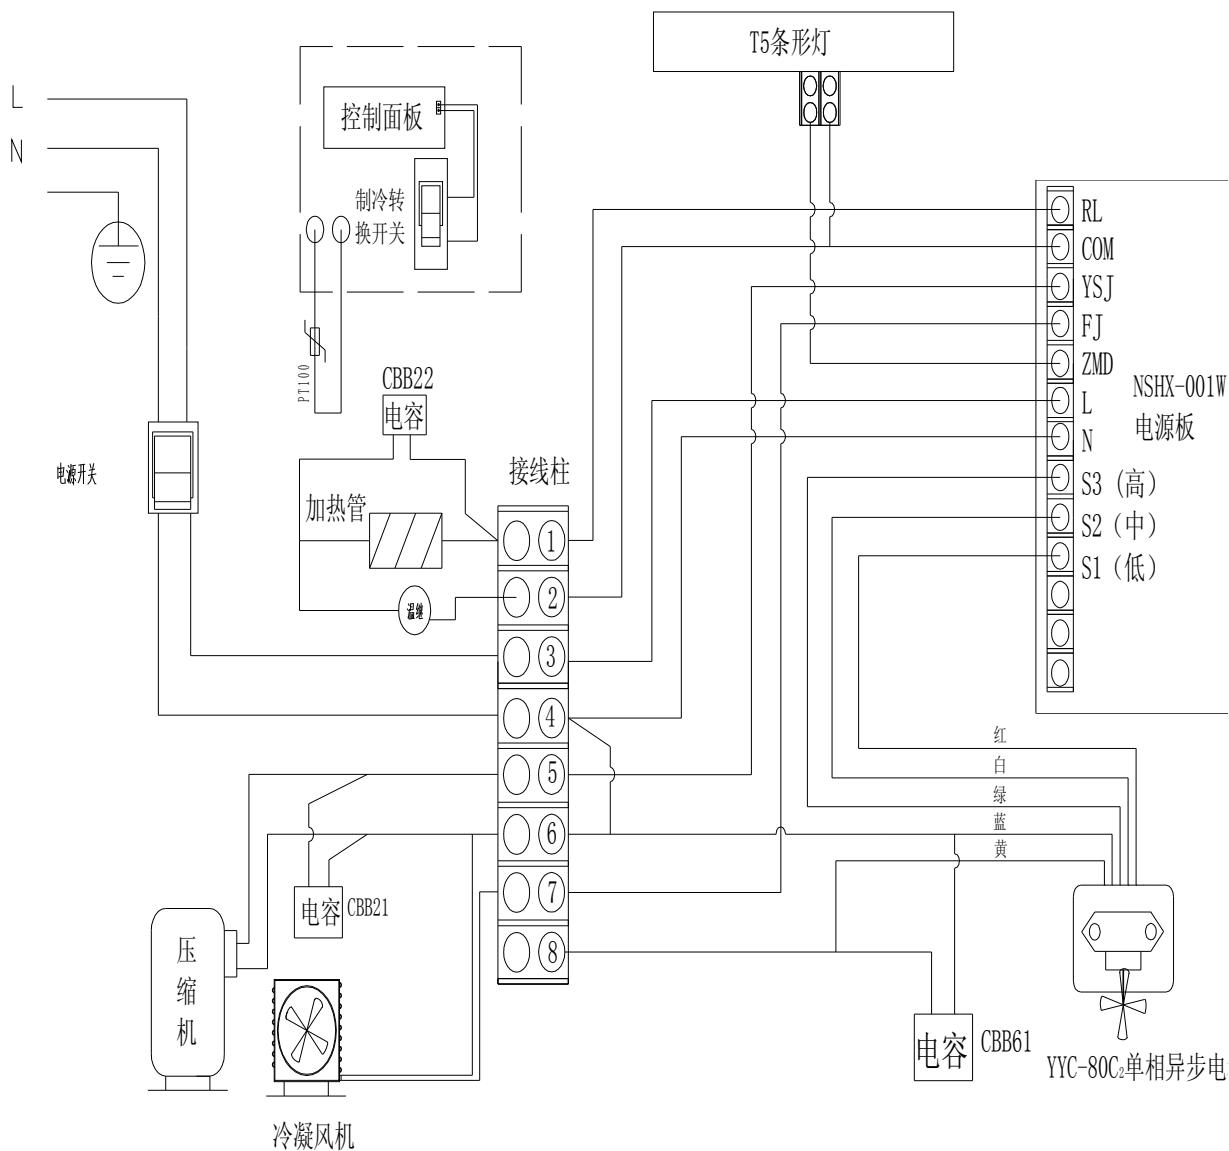 T5条形灯
L
N
控制面板
制冷转
换开关
PT100
CBB22
电容
电源开关
加热管
温继
接线柱
1
2
3
4
5
6
7
8
RL
COM
YSJ
FJ
ZMD
L
N
S3 (高)
S2 (中)
S1 (低)
NSHX-001W
电源板
红
白
绿
蓝
黄
电容
CBB21
压
缩
机
冷凝风机
电容
CBB61
YYC-80C₂单相异步电